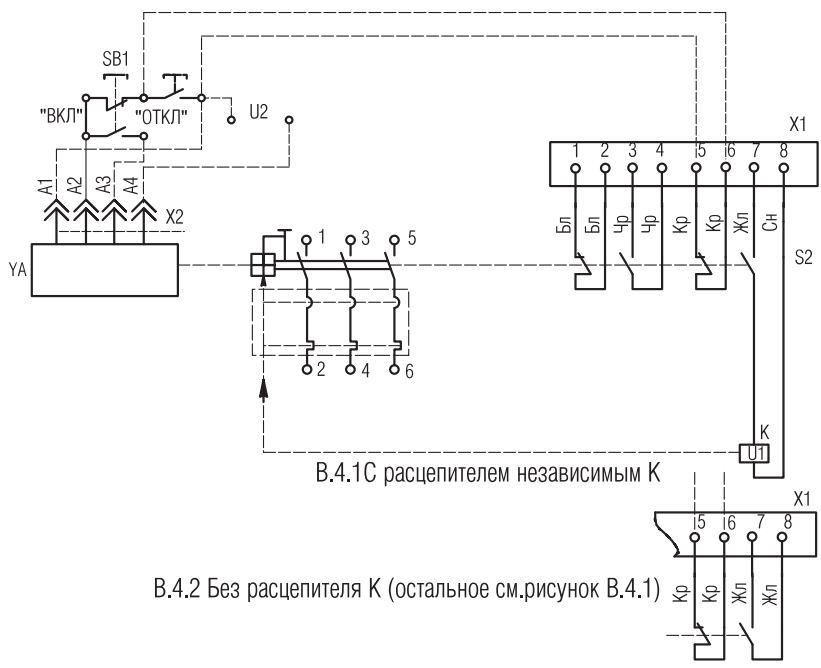 SB1
"ВКЛ"
"ОТКЛ"
U2
A1
A2
A3
A4
X2
YA
1
3
5
2
4
6
X1
1 2 3 4 5 6 7 8
Бл
Бл
Чр
Чр
Кр
Кр
Жл
Сн
S2
K
U1
В.4.1С расцепителем независимым К
X1
5 6 7 8
В.4.2 Без расцепителя К (остальное см.рисунок В.4.1)
Кр
Кр
Жл
Жл